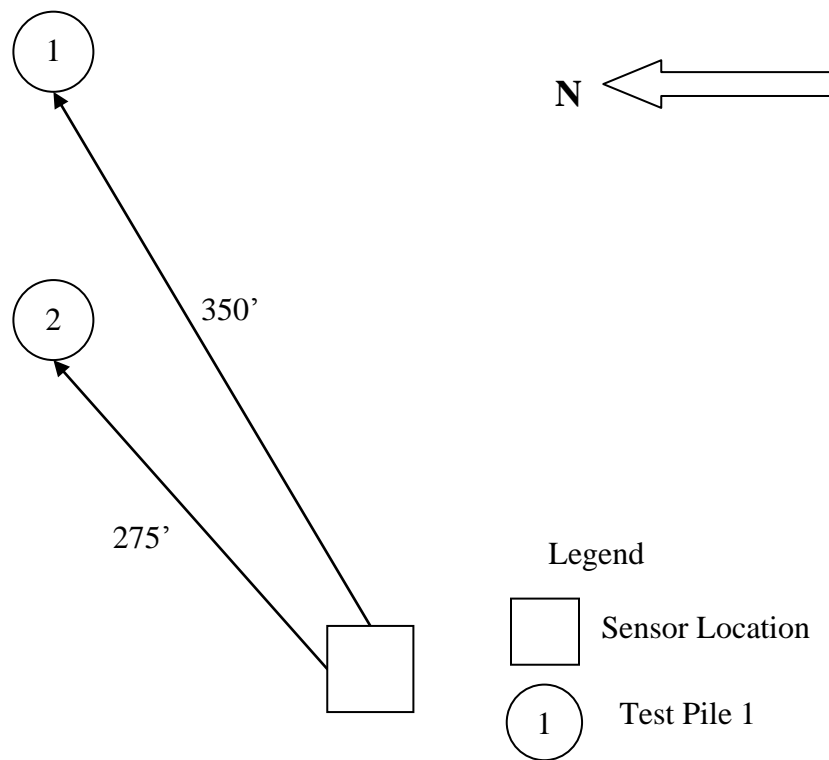 1
N
2
350’
275’
Legend
Sensor Location
1
Test Pile 1